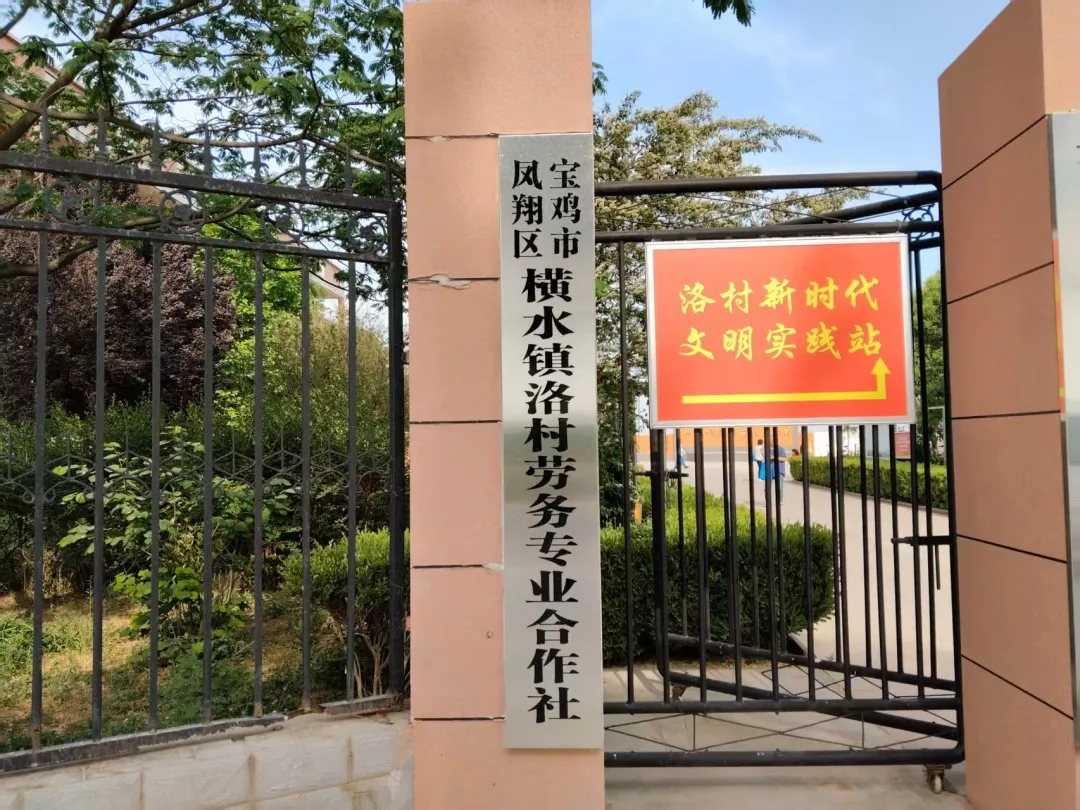 宝鸡市
凤翔区
横水镇洛村劳务专业合作社
洛村新时代
文明实践站